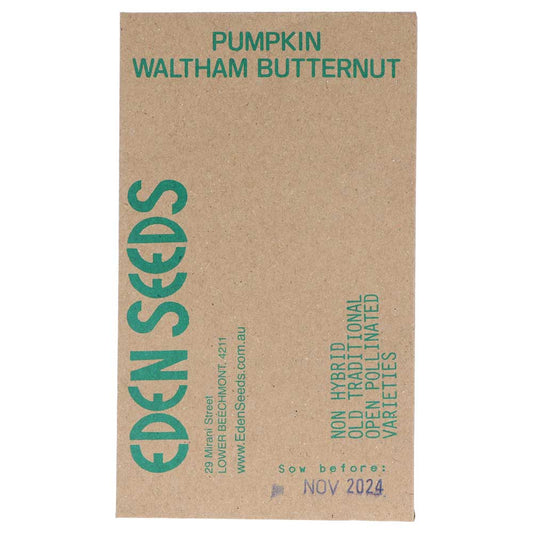 PUMPKIN
WALTHAM BUTTERNUT
EDEN SEEDS
29 Mirani Street
LOWER BEECHMONT. 4211
www.EdenSeeds.com.au
NON HYBRID
OLD TRADITIONAL
OPEN POLLINATED
VARIETIES
Sow before:
NOV 2024